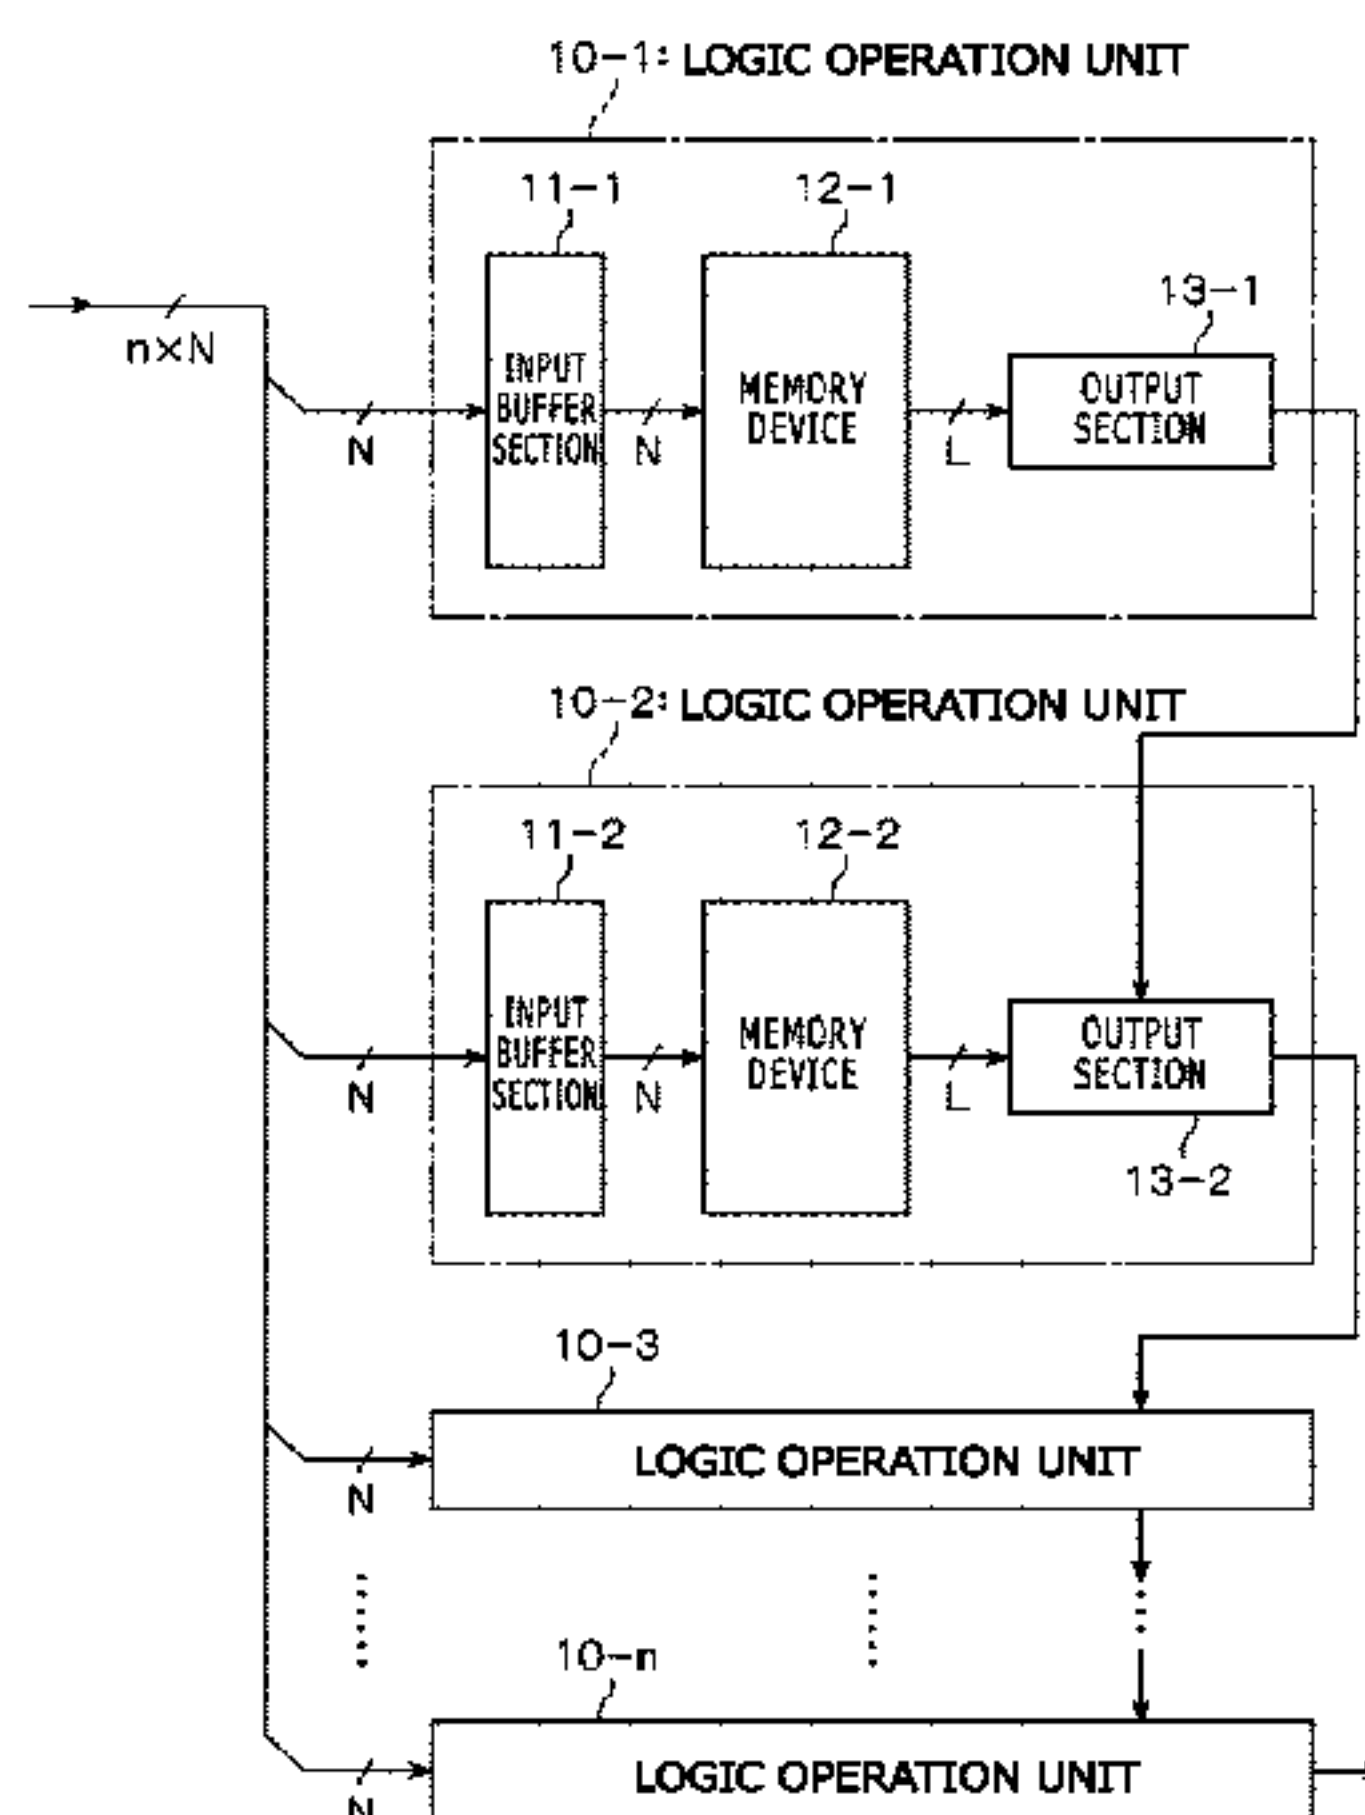 10-1: LOGIC OPERATION UNIT
11-1
12-1
13-1
n×N
INPUT
BUFFER
SECTION
MEMORY
DEVICE
OUTPUT
SECTION
N
N
L
10-2: LOGIC OPERATION UNIT
11-2
12-2
INPUT
BUFFER
SECTION
MEMORY
DEVICE
OUTPUT
SECTION
N
N
L
13-2
10-3
LOGIC OPERATION UNIT
N
10-n
LOGIC OPERATION UNIT
N